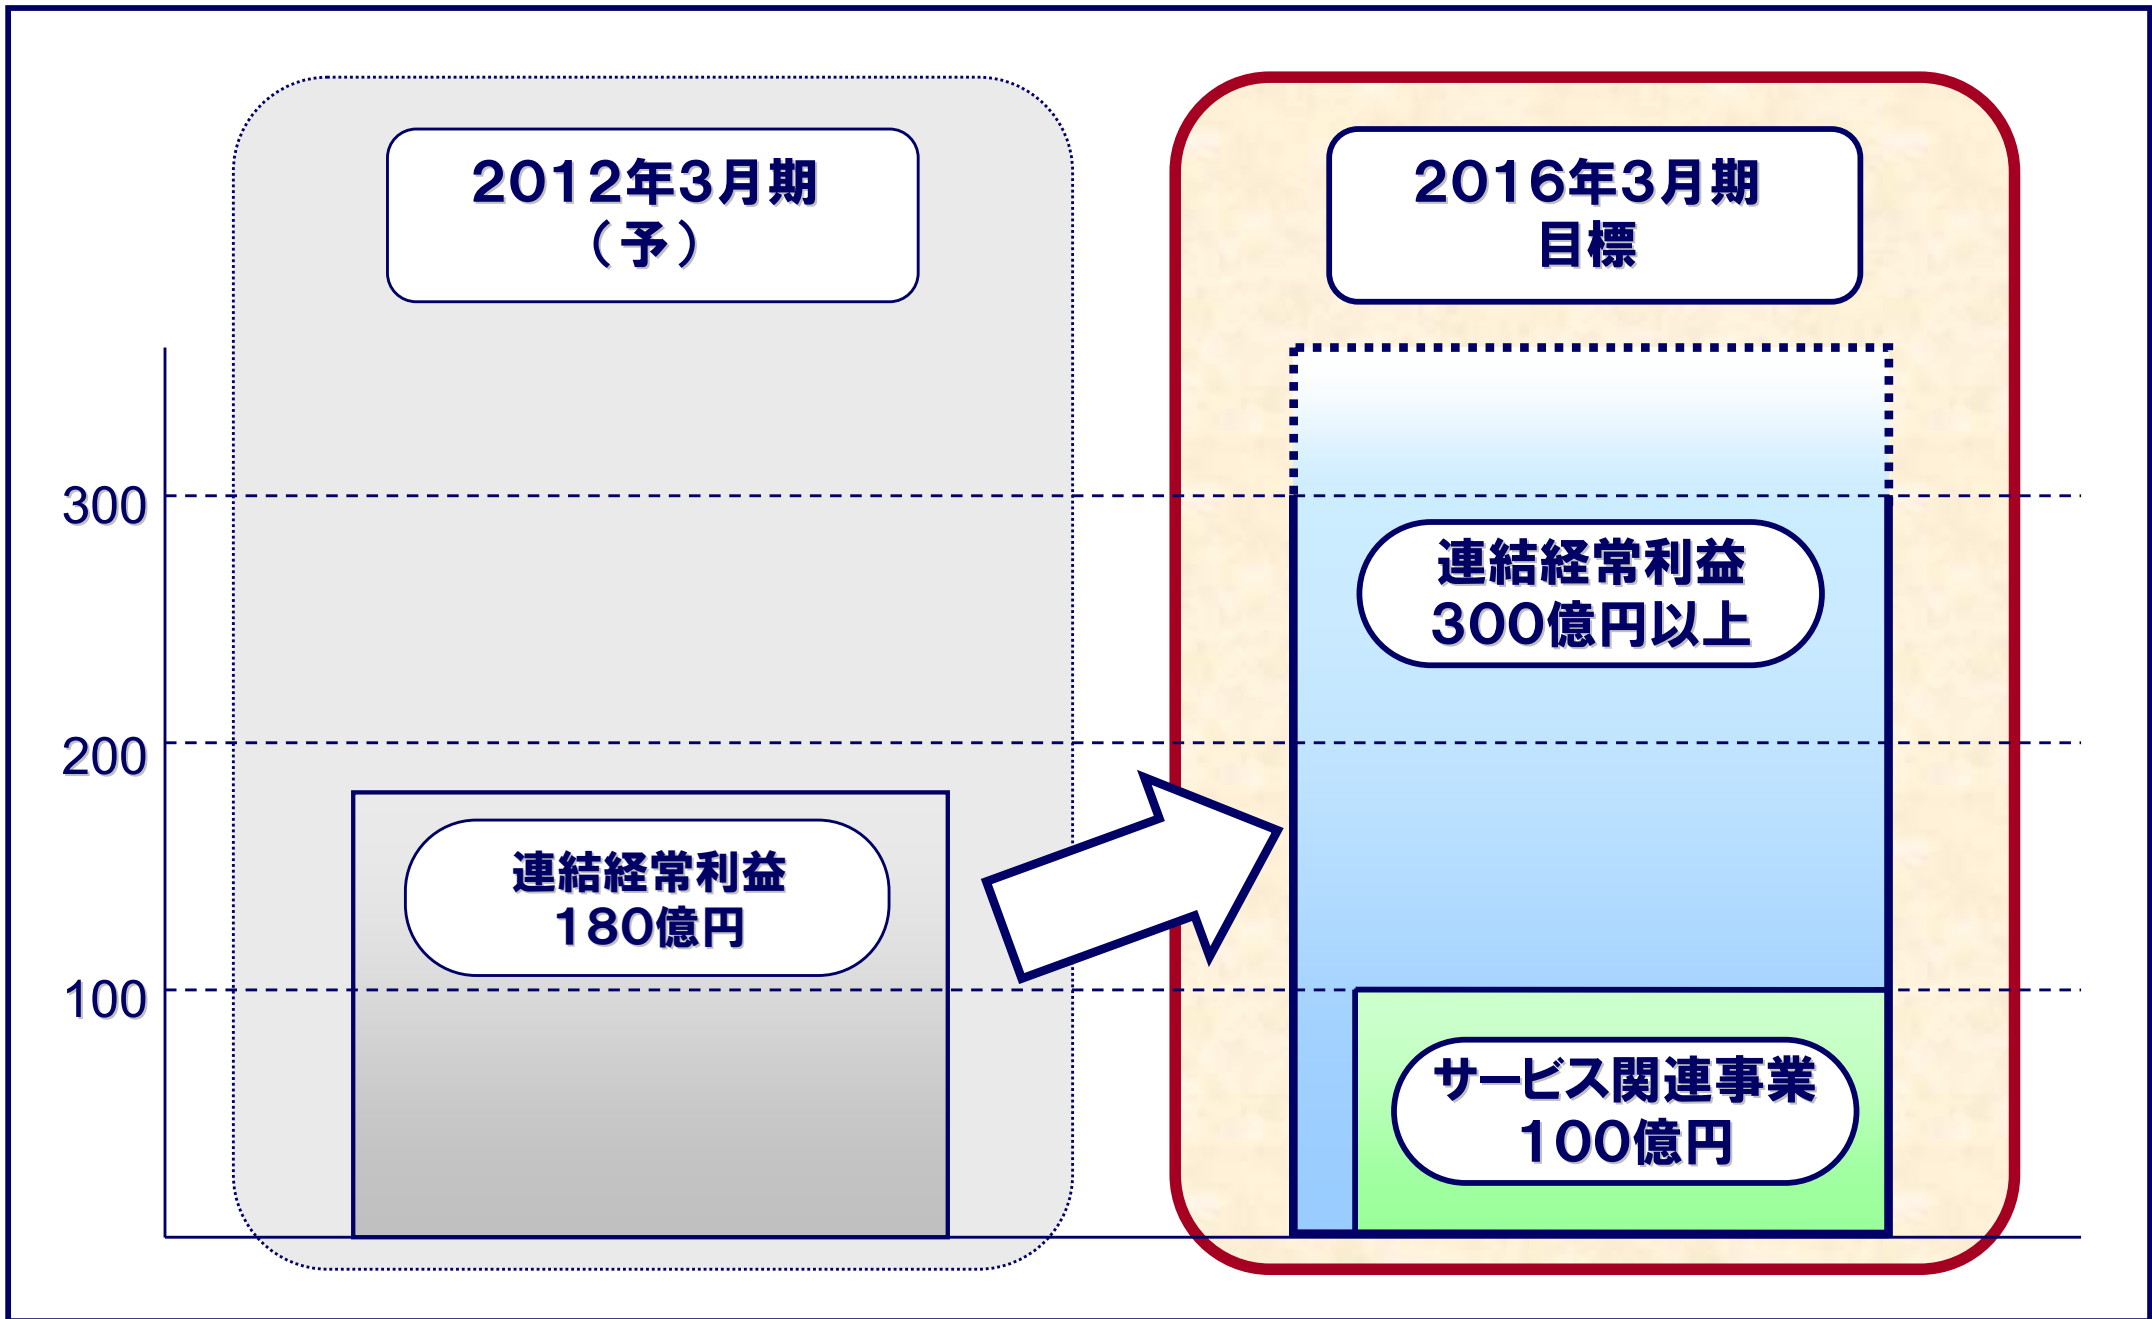 2012年3月期
（予）
2016年3月期
目標
300
200
100
連結経常利益
180億円
連結経常利益
300億円以上
サービス関連事業
100億円